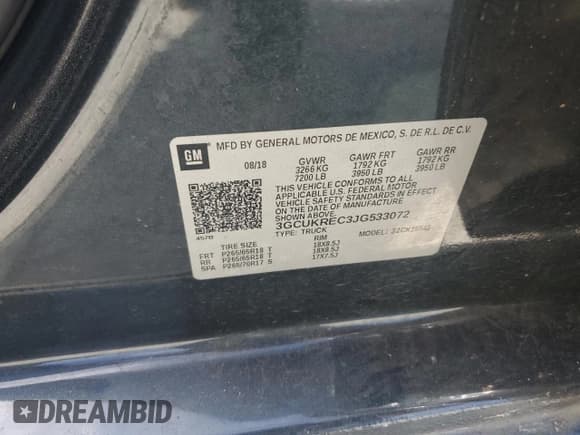 GM
MFD BY GENERAL MOTORS DE MEXICO, S. DE R.L. DE C.V.
08/18 GVWR GAWR FRT GAWR RR
3266 KG 1792 KG 1792 KG
7200 LB 3950 LB 3950 LB
THIS VEHICLE CONFORMS TO ALL
APPLICABLE U.S. FEDERAL MOTOR
VEHICLE SAFETY STANDARDS IN EFFECT
ON THE DATE OF MANUFACTURE SHOWN ABOVE.
3GCUKREC3JG533072
TYPE: TRUCK MODEL:
TIRE SIZE RIM
FRT P265/65R18 T 18X8.5J
RR P265/65R18 T 18X8.5J
SPA P265/70R17 S 17X7.5J
DREAMBID